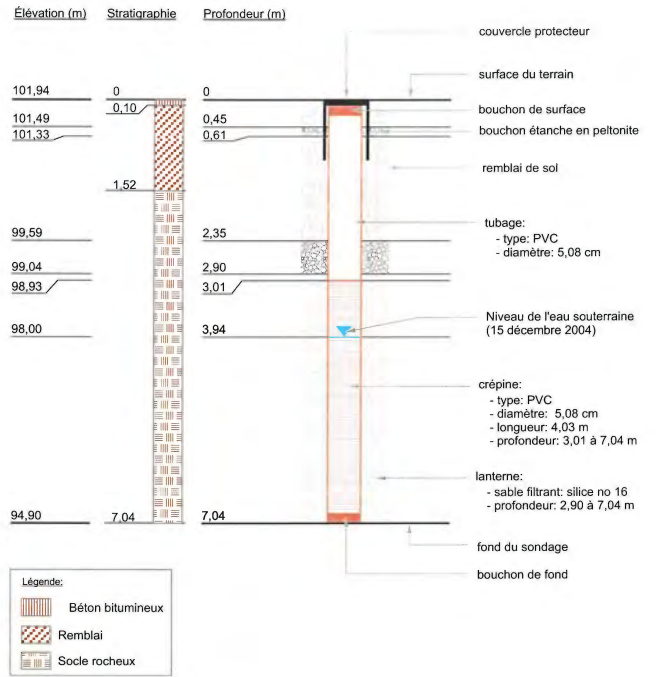 Élévation (m) Stratigraphie Profondeur (m)
couvercle protecteur
surface du terrain
101,94 0 0
0,10
bouchon de surface
101,49 0,45
bouchon étanche en peltonite
101,33 0,61
remblai de sol
1,52
tubage:
- type: PVC
- diamètre: 5,08 cm
99,59 2,35
99,04 2,90
98,93 3,01
Niveau de l'eau souterraine
(15 décembre 2004)
98,00 3,94
crépine:
- type: PVC
- diamètre: 5,08 cm
- longueur: 4,03 m
- profondeur: 3,01 à 7,04 m
lanterne:
- sable filtrant: silice no 16
- profondeur: 2,90 à 7,04 m
94,90 7,04 7,04
fond du sondage
bouchon de fond
Légende:
Béton bitumineux
Remblai
Socle rocheux